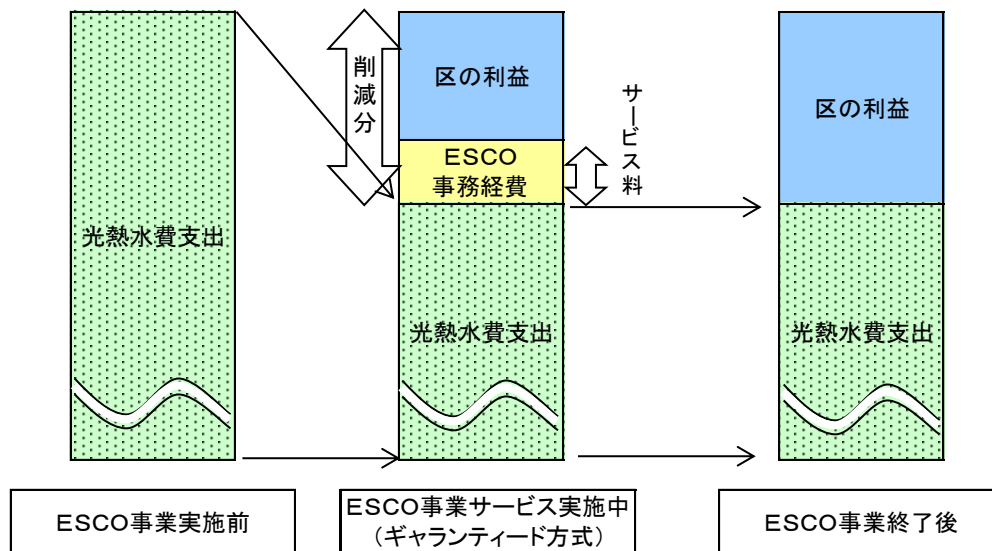 光熱水費支出
削減分
区の利益
ESCO
事務経費
サービス料
光熱水費支出
区の利益
光熱水費支出
ESCO事業実施前
ESCO事業サービス実施中
（ギャランティード方式）
ESCO事業終了後